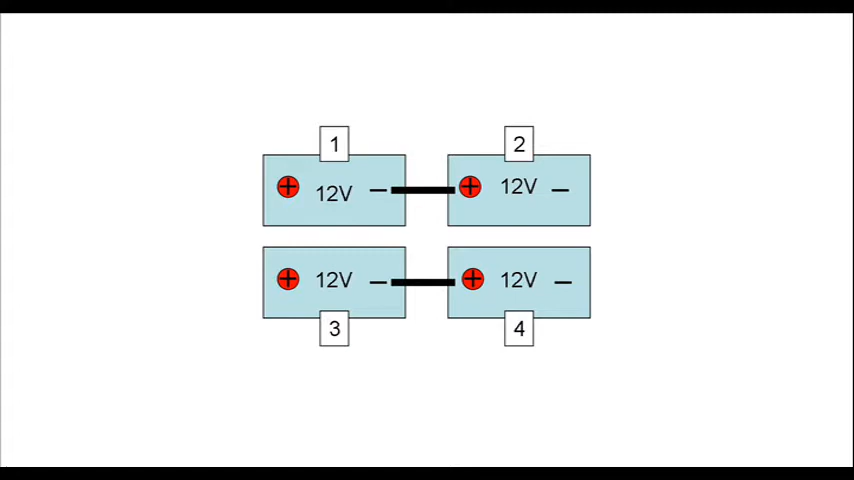 1
2
+ 12V −
+ 12V −
+ 12V −
+ 12V −
3
4